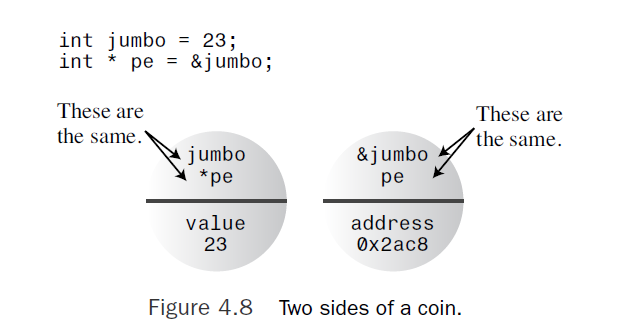 int jumbo = 23;
int * pe = &jumbo;
These are
the same.
jumbo
*pe
value
23
&jumbo
pe
address
0x2ac8
These are
the same.
Figure 4.8 Two sides of a coin.